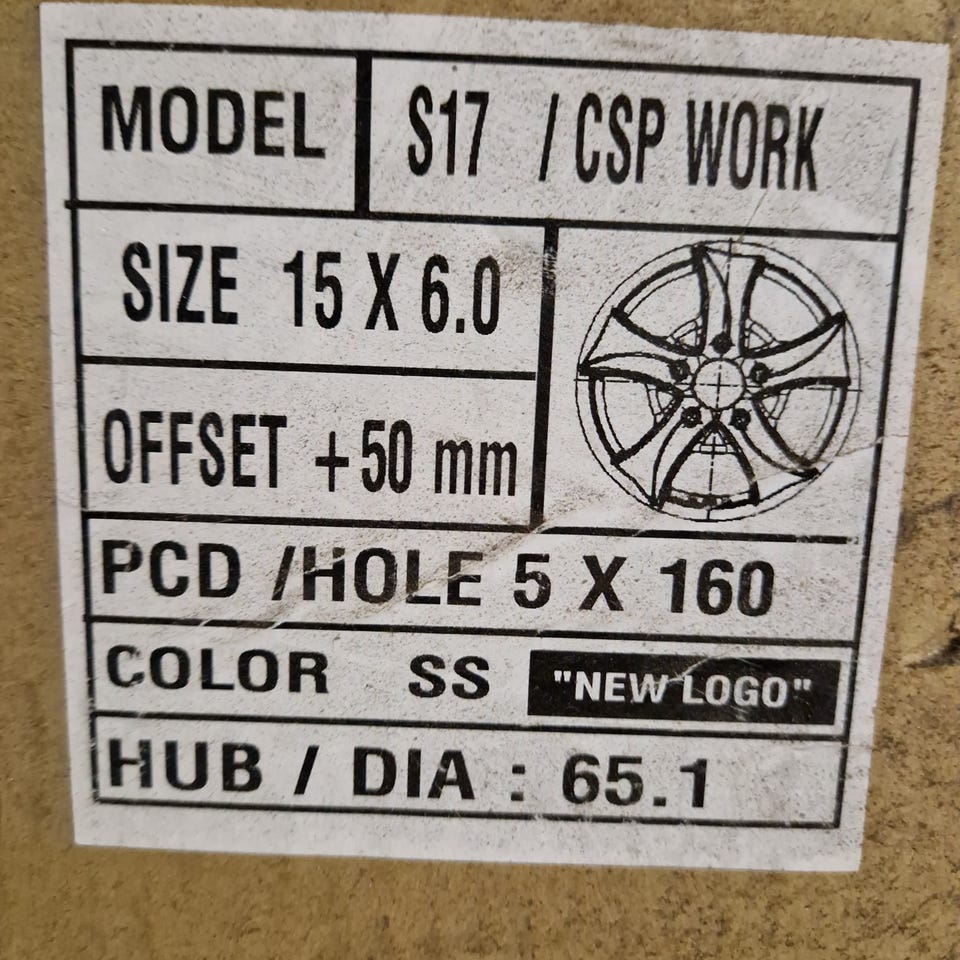 MODEL S17 / CSP WORK
SIZE 15 X 6.0
OFFSET +50 mm
PCD /HOLE 5 X 160
COLOR SS "NEW LOGO"
HUB / DIA : 65.1